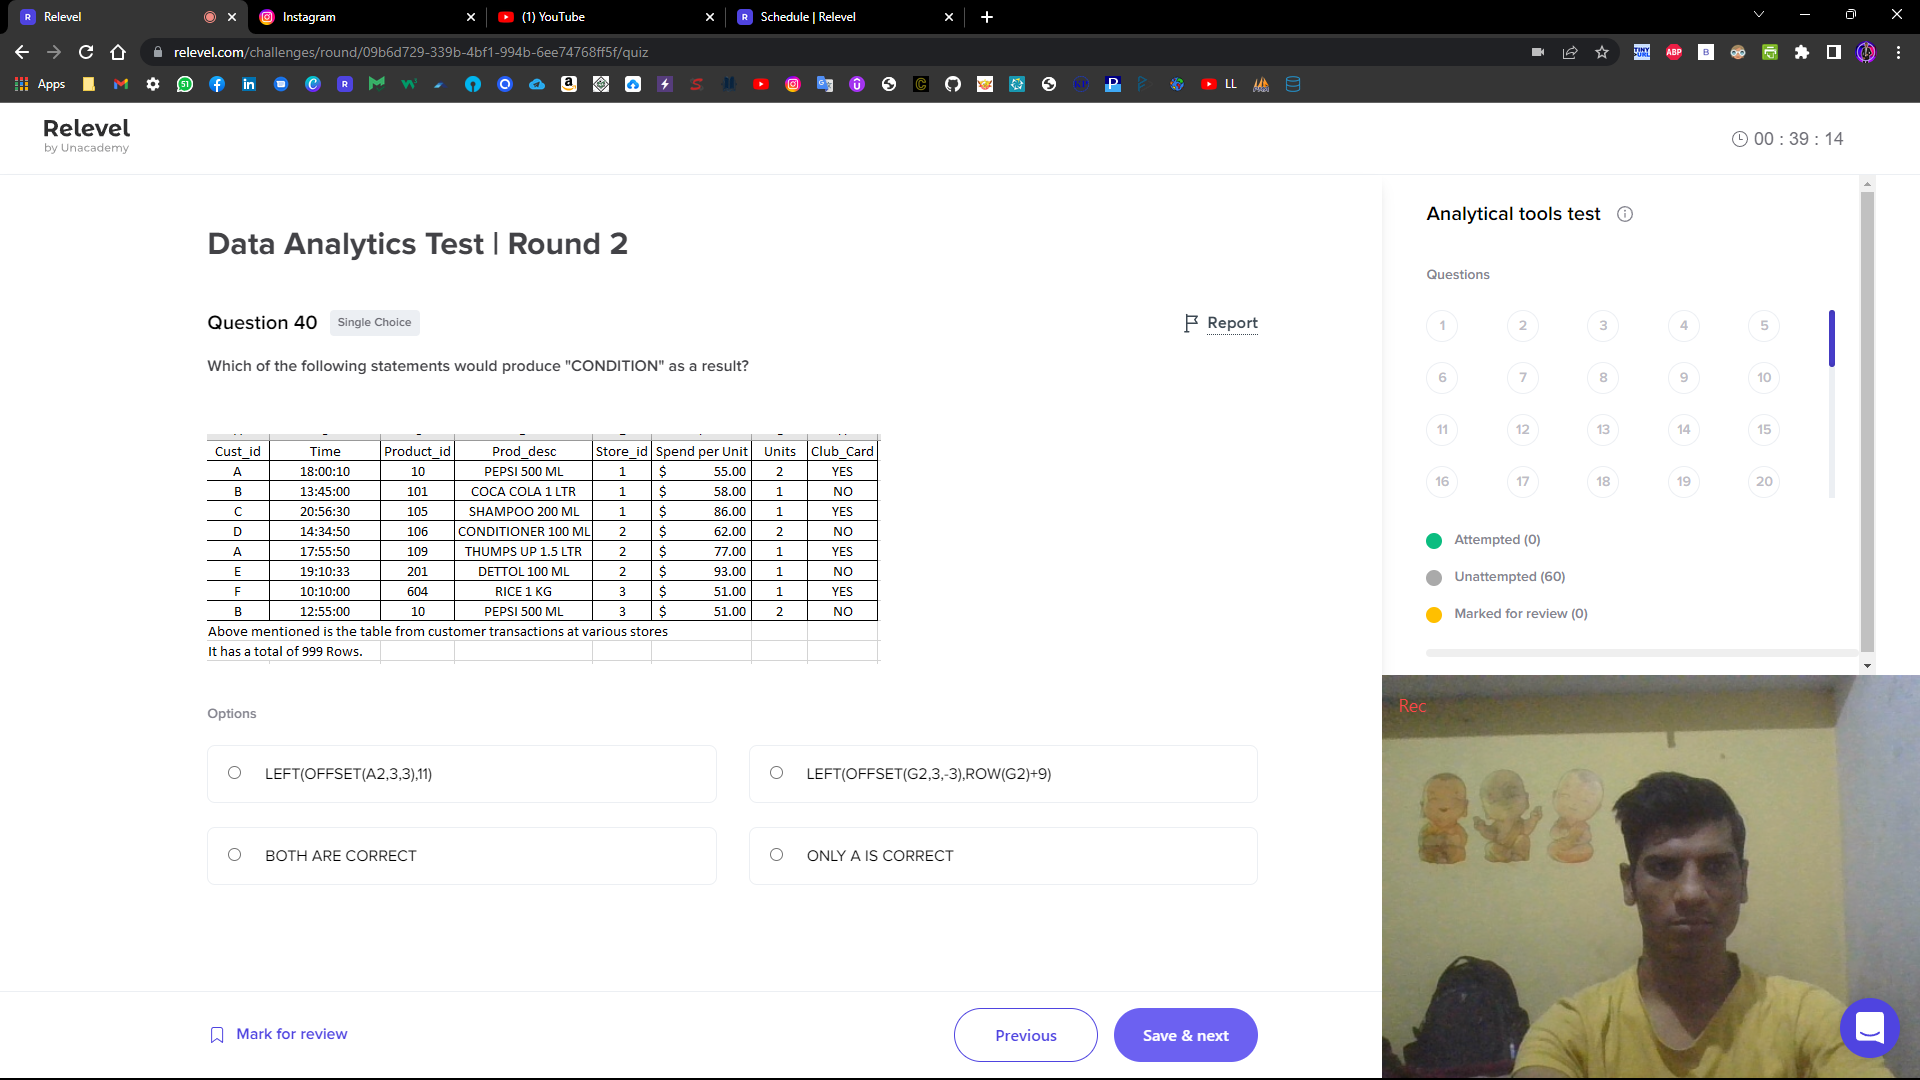 Relevel
Instagram
(1) YouTube
Schedule | Relevel
relevel.com/challenges/round/09b6d729-339b-4bf1-994b-6ee74768ff5f/quiz
Apps
LL
Relevel
by Unacademy
00 : 39 : 14
Data Analytics Test | Round 2
Question 40 Single Choice
Report
Which of the following statements would produce "CONDITION" as a result?
Cust_id Time Product_id Prod_desc Store_id Spend per Unit Units Club_Card
A 18:00:10 10 PEPSI 500 ML 1 $ 55.00 2 YES
B 13:45:00 101 COCA COLA 1 LTR 1 $ 58.00 1 NO
C 20:56:30 105 SHAMPOO 200 ML 1 $ 86.00 1 YES
D 14:34:50 106 CONDITIONER 100 ML 2 $ 62.00 2 NO
A 17:55:50 109 THUMPS UP 1.5 LTR 2 $ 77.00 1 YES
E 19:10:33 201 DETTOL 100 ML 2 $ 93.00 1 NO
F 10:10:00 604 RICE 1 KG 3 $ 51.00 1 YES
B 12:55:00 10 PEPSI 500 ML 3 $ 51.00 2 NO
Above mentioned is the table from customer transactions at various stores
It has a total of 999 Rows.
Options
LEFT(OFFSET(A2,3,3),11)
LEFT(OFFSET(G2,3,-3),ROW(G2)+9)
BOTH ARE CORRECT
ONLY A IS CORRECT
Mark for review
Previous
Save & next
Analytical tools test
Questions
1 2 3 4 5
6 7 8 9 10
11 12 13 14 15
16 17 18 19 20
Attempted (0)
Unattempted (60)
Marked for review (0)
Rec